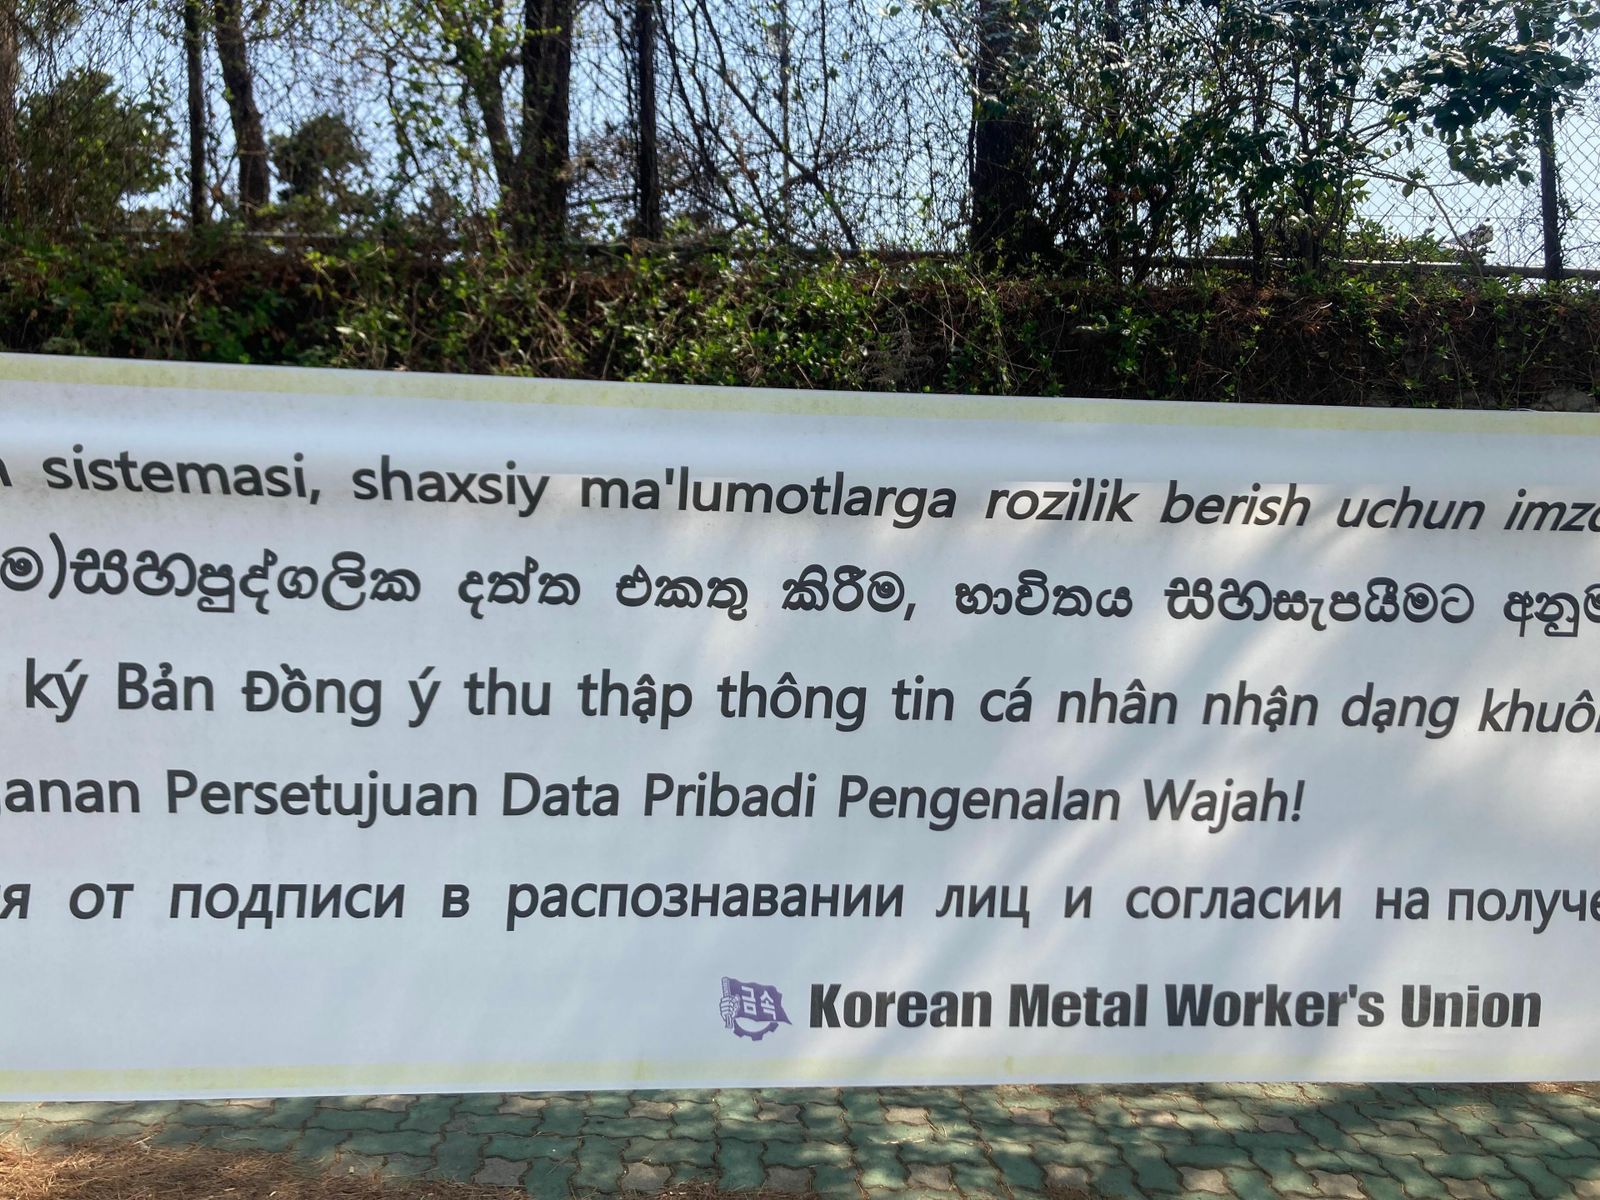 sistemasi, shaxsiy ma'lumotlarga rozilik berish uchun
ම)සහපුද්ගලික දත්ත එකතු කිරීම, භාවිතය සහසැපයීමට
ký Bản Đồng ý thu thập thông tin cá nhân nhận dạng
Persetujuan Data Pribadi Pengenalan Wajah!
от подписи в распознавании лиц и согласии на
금속 Korean Metal Worker's Union